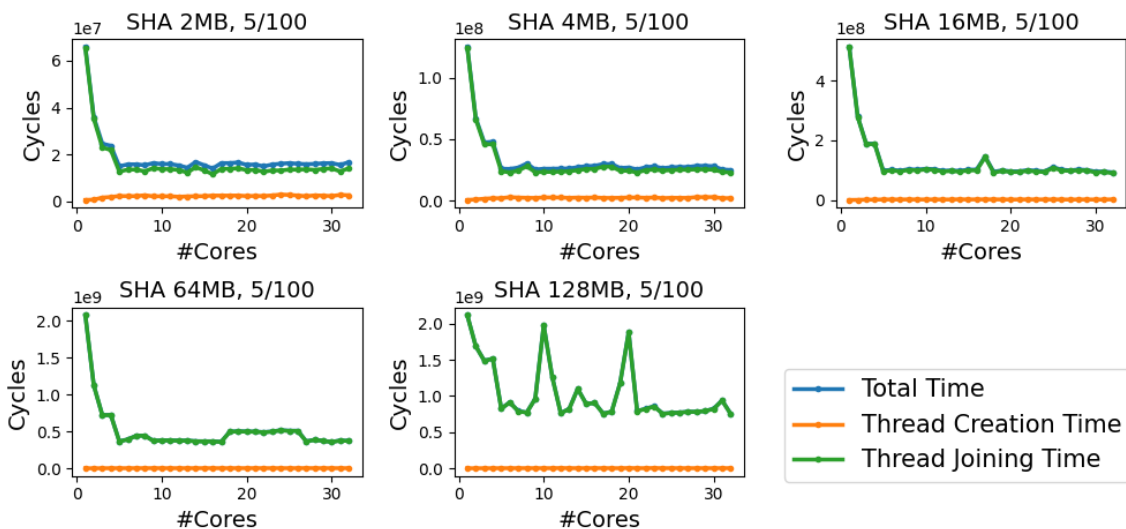 SHA 2MB, 5/100
1e7
6
4
2
0
Cycles
0 10 20 30
#Cores
SHA 4MB, 5/100
1e8
1.0
0.5
0.0
Cycles
0 10 20 30
#Cores
SHA 16MB, 5/100
1e8
4
2
0
Cycles
0 10 20 30
#Cores
SHA 64MB, 5/100
1e9
2.0
1.5
1.0
0.5
0.0
Cycles
0 10 20 30
#Cores
SHA 128MB, 5/100
1e9
2.0
1.5
1.0
0.5
0.0
Cycles
0 10 20 30
#Cores
Total Time
Thread Creation Time
Thread Joining Time